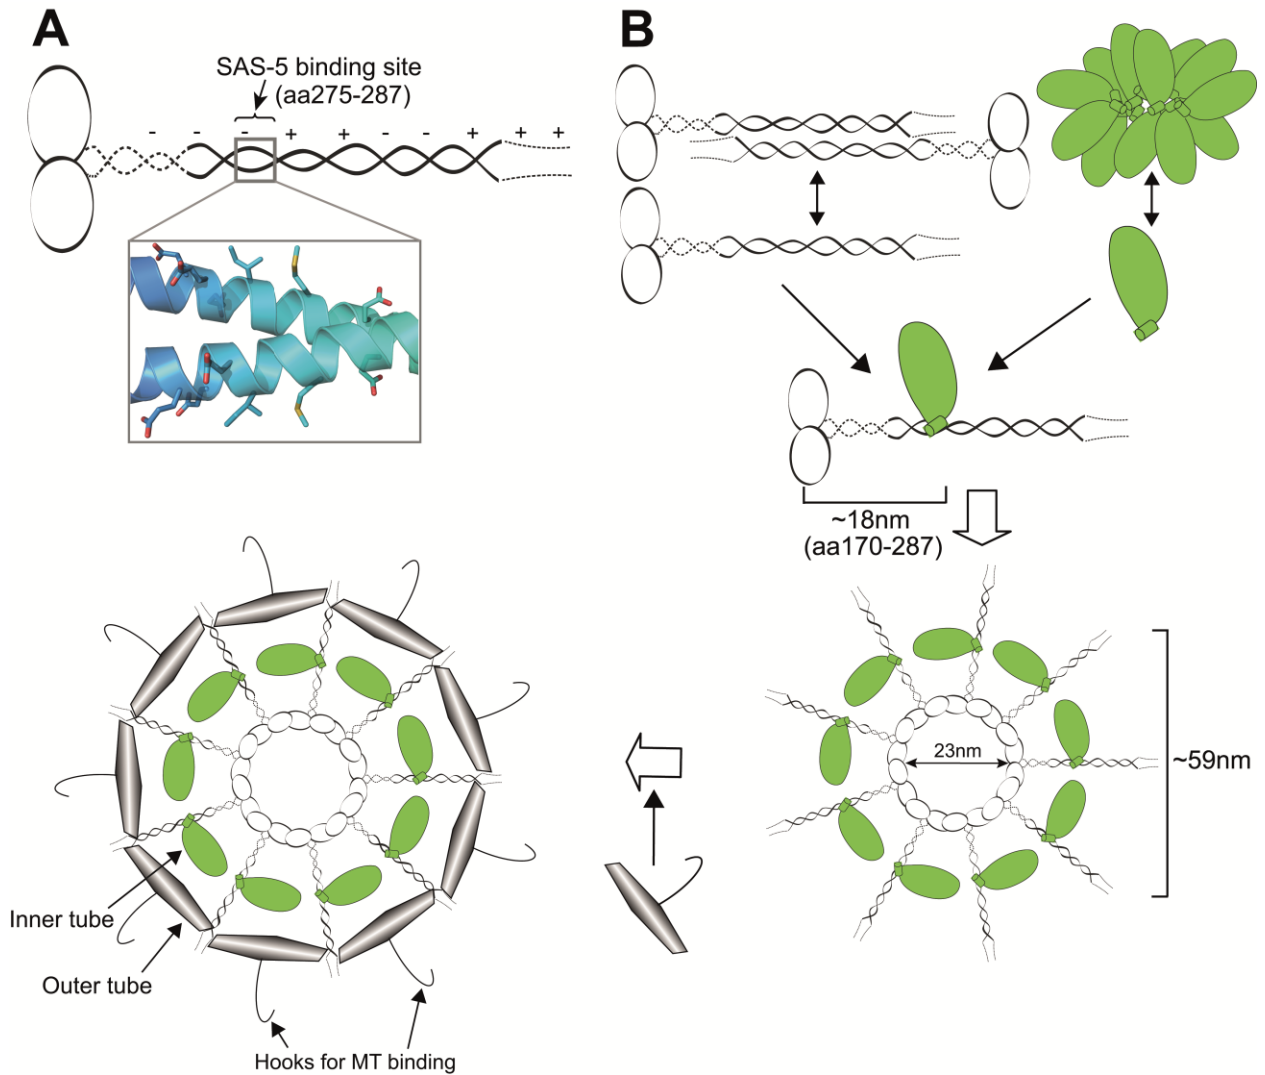 A
SAS-5 binding site
(aa275-287)
- - - + + - - + + +
B
~18nm
(aa170-287)
23nm
~59nm
Inner tube
Outer tube
Hooks for MT binding